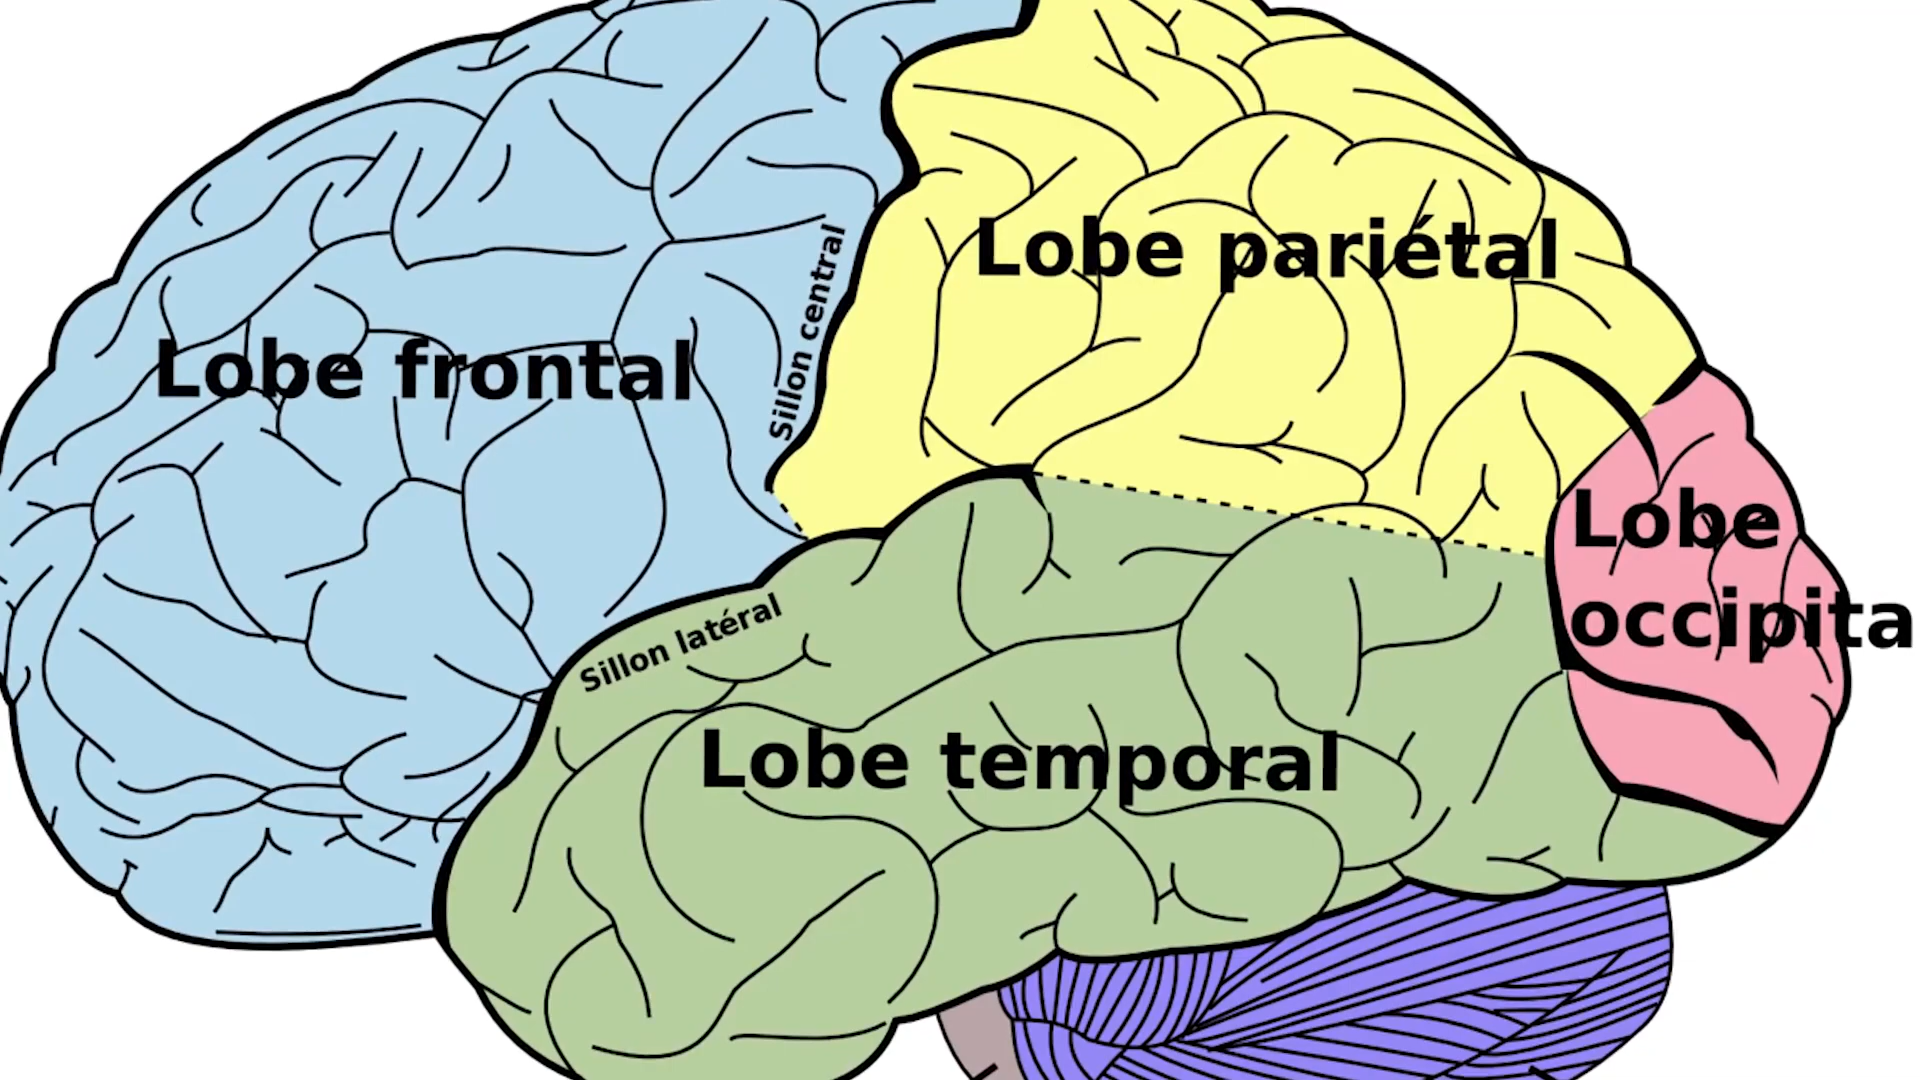 Lobe pariétal
Sillon central
Lobe frontal
Lobe
occipita
Sillon latéral
Lobe temporal